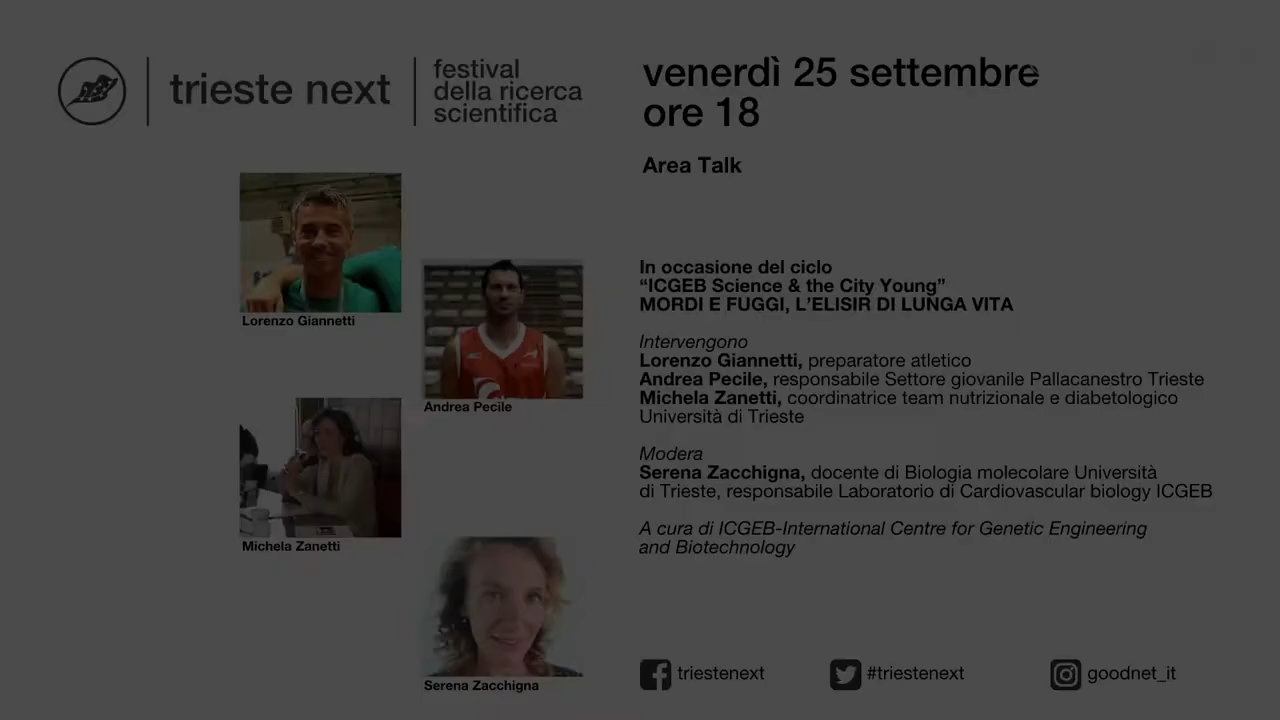 trieste next
festival
della ricerca
scientifica
venerdì 25 settembre
ore 18
Area Talk
Lorenzo Giannetti
Andrea Pecile
Michela Zanetti
Serena Zacchigna
In occasione del ciclo
“ICGEB Science & the City Young”
MORDI E FUGGI, L’ELISIR DI LUNGA VITA
Intervengono
Lorenzo Giannetti, preparatore atletico
Andrea Pecile, responsabile Settore giovanile Pallacanestro Trieste
Michela Zanetti, coordinatrice team nutrizionale e diabetologico
Università di Trieste
Modera
Serena Zacchigna, docente di Biologia molecolare Università
di Trieste, responsabile Laboratorio di Cardiovascular biology ICGEB
A cura di ICGEB-International Centre for Genetic Engineering
and Biotechnology
triestenext
#triestenext
goodnet_it